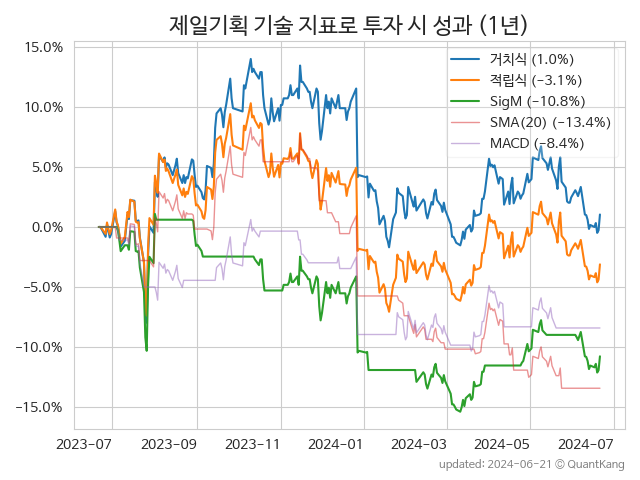 제일기획 기술 지표로 투자 시 성과 (1년)
15.0%
10.0%
5.0%
0.0%
−5.0%
−10.0%
−15.0%
거치식 (1.0%)
적립식 (−3.1%)
SigM (−10.8%)
SMA(20) (−13.4%)
MACD (−8.4%)
2023-07 2023-09 2023-11 2024-01 2024-03 2024-05 2024-07
updated: 2024-06-21 © QuantKang